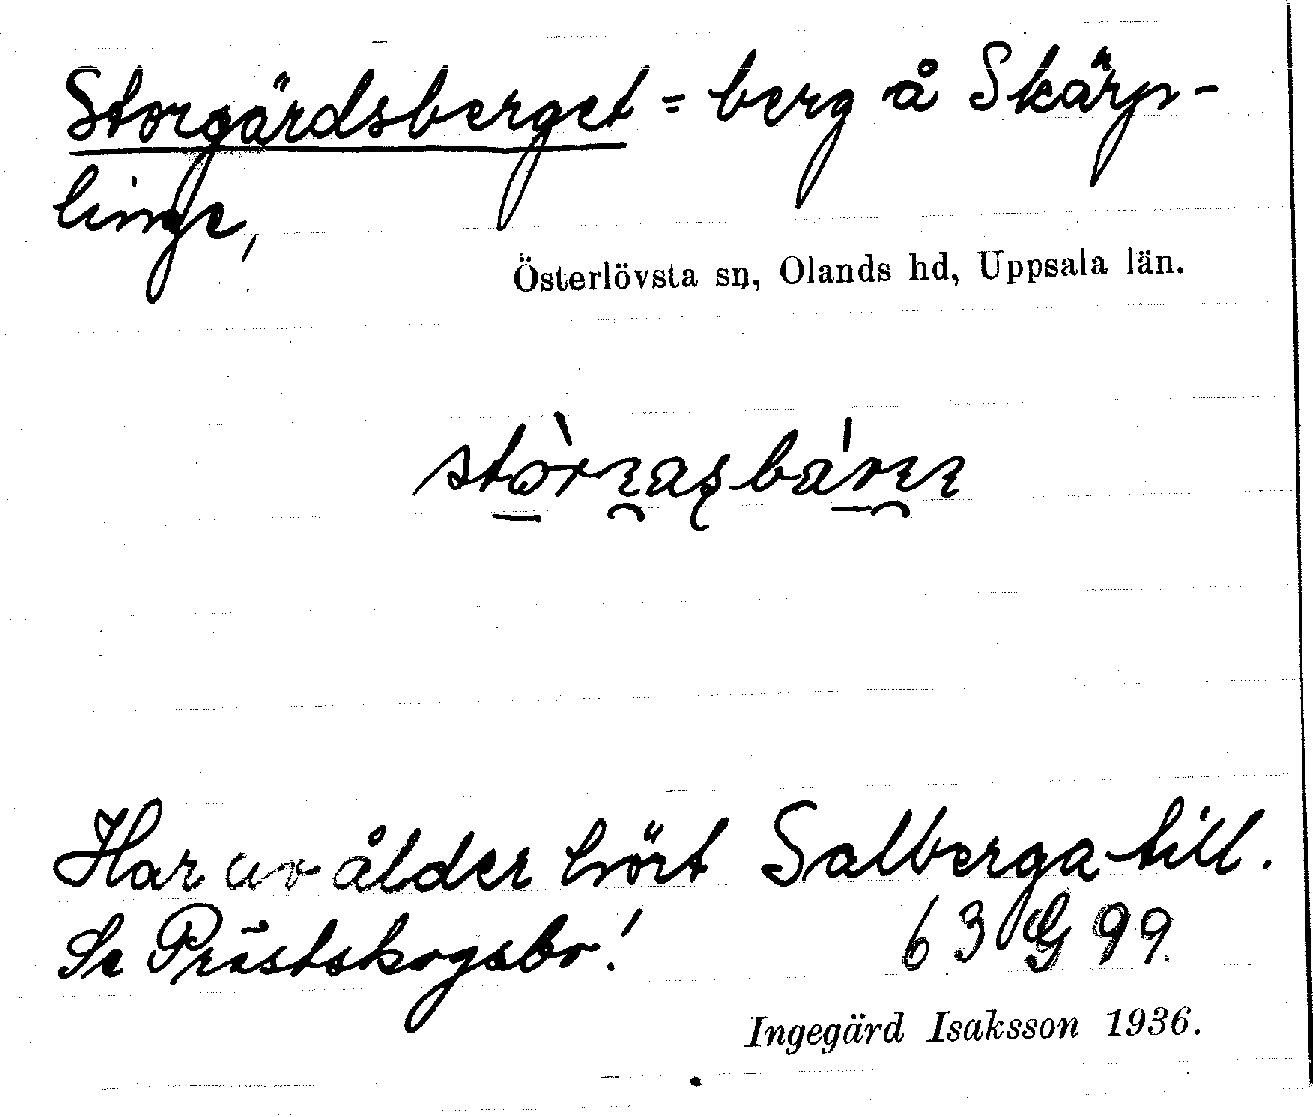 Storgärdsberget = berg å Skärp-
linge,
Österlövsta sn, Olands hd, Uppsala län.
Har av ålder hört Salberga till.
Se Prästskogsbo! 63 G 99
Ingegärd Isaksson 1936.